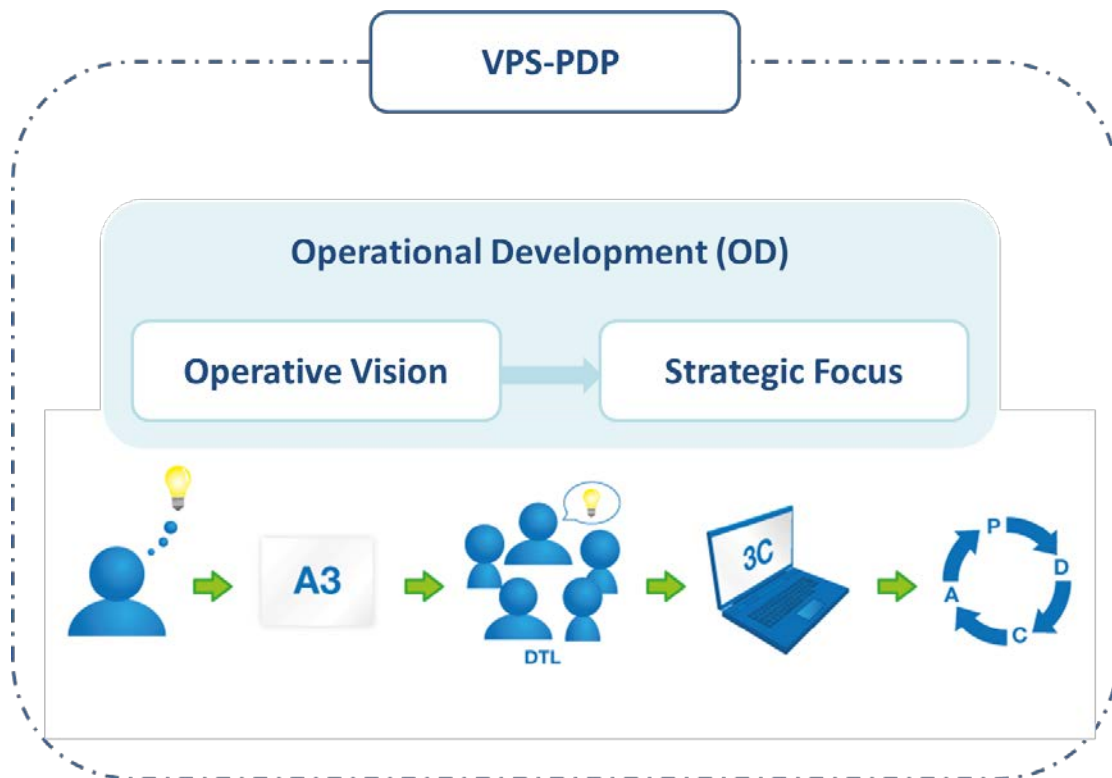 VPS-PDP
Operational Development (OD)
Operative Vision
Strategic Focus
A3
DTL
3C
P
D
C
A